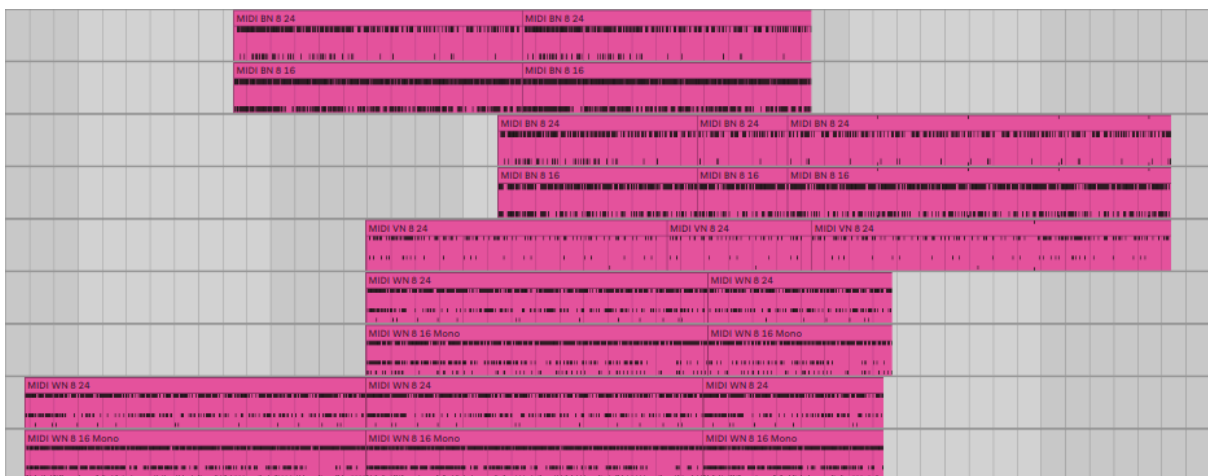 MIDI BN 8 24 MIDI BN 8 24
MIDI BN 8 16 MIDI BN 8 16
MIDI BN 8 24 MIDI BN 8 24 MIDI BN 8 24
MIDI BN 8 16 MIDI BN 8 16 MIDI BN 8 16
MIDI VN 8 24 MIDI VN 8 24 MIDI VN 8 24
MIDI WN 8 24 MIDI WN 8 24
MIDI WN 8 16 Mono MIDI WN 8 16 Mono
MIDI WN 8 24 MIDI WN 8 24 MIDI WN 8 24
MIDI WN 8 16 Mono MIDI WN 8 16 Mono MIDI WN 8 16 Mono